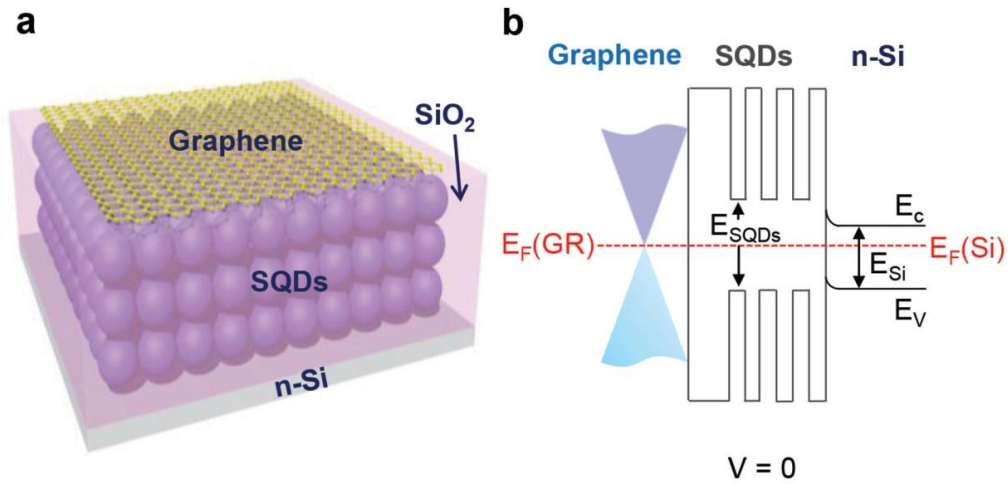 a
Graphene
SiO₂
SQDs
n-Si
b
Graphene SQDs n-Si
E_F(GR)
E_SQDs
E_c
E_F(Si)
E_Si
E_V
V = 0